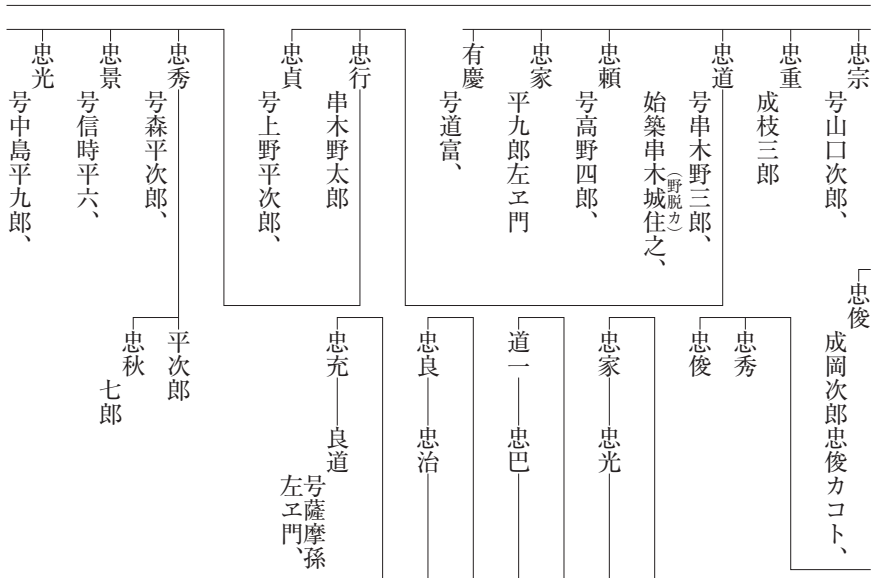 忠宗
号山口次郎、
忠重
成枝三郎
忠道
号串木野三郎、
始築串木城住之、
（野脱カ）
忠頼
号高野四郎、
忠家
平九郎左ヱ門
有慶
号道富、
忠行
串木野太郎
忠貞
号上野平次郎、
忠秀
号森平次郎、
忠景
号信時平六、
忠光
号中島平九郎、
忠俊
成岡次郎忠俊カコト、
忠秀
忠俊
忠家
忠光
道一
忠巴
忠良
忠治
忠充
良道
号薩摩孫
左ヱ門、
平次郎
忠秋
七郎